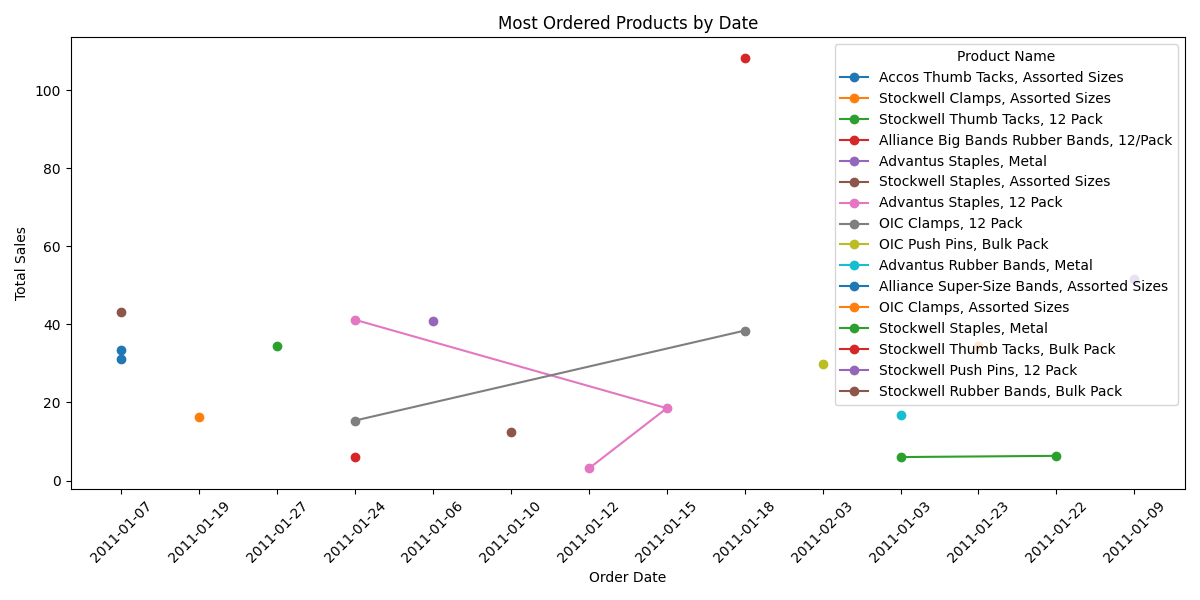 Most Ordered Products by Date
Total Sales
100
80
60
40
20
0
Product Name
Accos Thumb Tacks, Assorted Sizes
Stockwell Clamps, Assorted Sizes
Stockwell Thumb Tacks, 12 Pack
Alliance Big Bands Rubber Bands, 12/Pack
Advantus Staples, Metal
Stockwell Staples, Assorted Sizes
Advantus Staples, 12 Pack
OIC Clamps, 12 Pack
OIC Push Pins, Bulk Pack
Advantus Rubber Bands, Metal
Alliance Super-Size Bands, Assorted Sizes
OIC Clamps, Assorted Sizes
Stockwell Staples, Metal
Stockwell Thumb Tacks, Bulk Pack
Stockwell Push Pins, 12 Pack
Stockwell Rubber Bands, Bulk Pack
2011-01-07
2011-01-19
2011-01-27
2011-01-24
2011-01-06
2011-01-10
2011-01-12
2011-01-15
2011-01-18
2011-02-03
2011-01-03
2011-01-23
2011-01-22
2011-01-09
Order Date